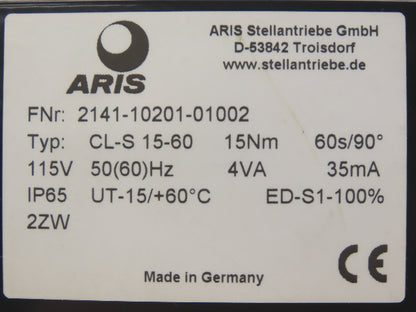 ARIS
ARIS Stellantriebe GmbH
D-53842 Troisdorf
www.stellantriebe.de
FNr: 2141-10201-01002
Typ: CL-S 15-60 15Nm 60s/90°
115V 50(60)Hz 4VA 35mA
IP65 UT-15/+60°C ED-S1-100%
2ZW
CE
Made in Germany